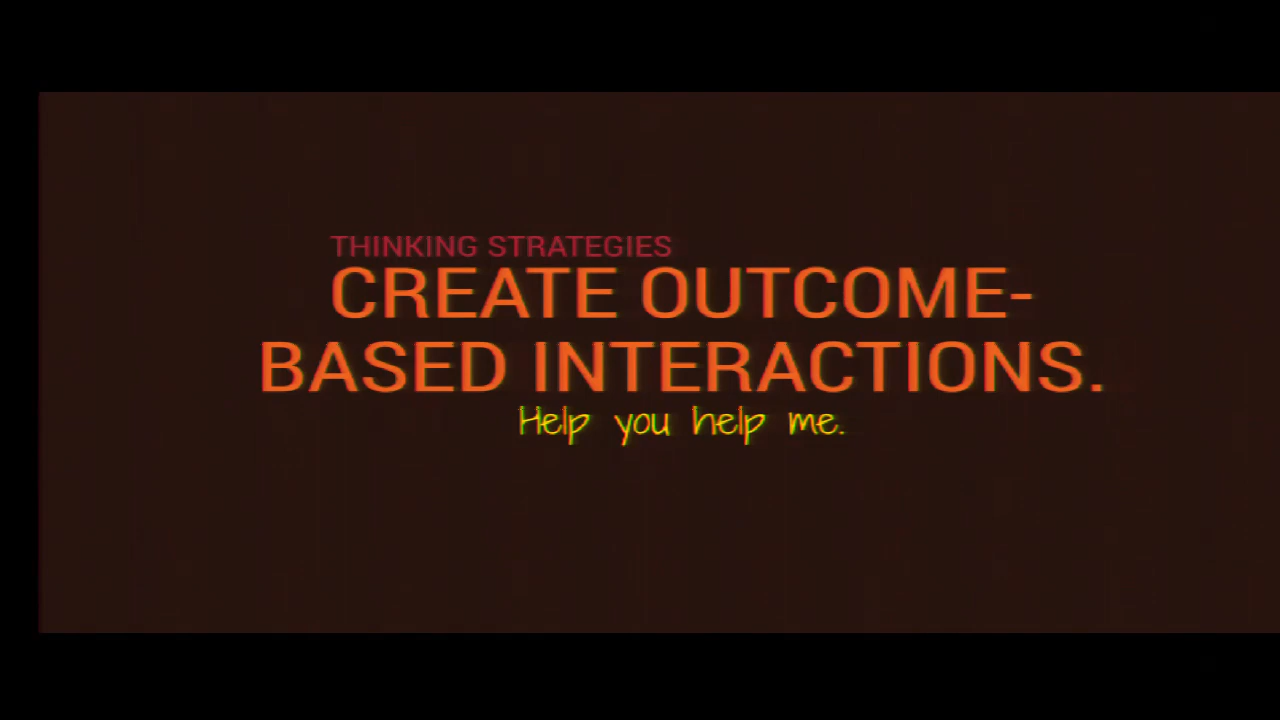 THINKING STRATEGIES
CREATE OUTCOME-
BASED INTERACTIONS.
Help you help me.